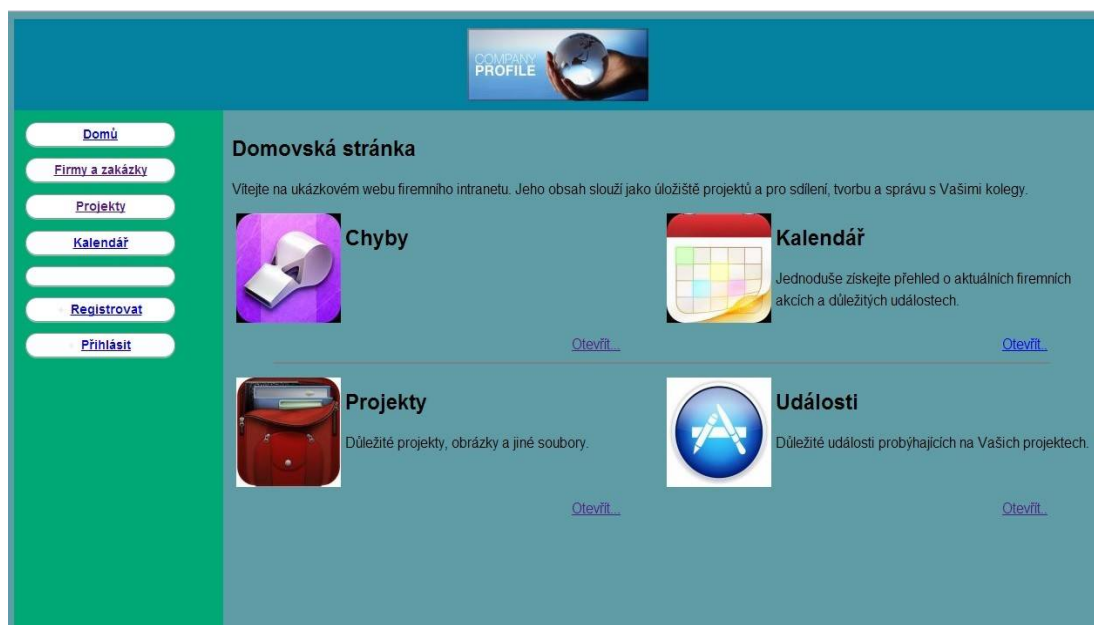 COMPANY
PROFILE
Domů
Firmy a zakázky
Projekty
Kalendář
Registrovat
Přihlásit
Domovská stránka
Vítejte na ukázkovém webu firemního intranetu. Jeho obsah slouží jako úložiště projektů a pro sdílení, tvorbu a správu s Vašimi kolegy.
Chyby
Otevřít...
Kalendář
Jednoduše získejte přehled o aktuálních firemních
akcích a důležitých událostech.
Otevřít..
Projekty
Důležité projekty, obrázky a jiné soubory.
Otevřít...
Události
Důležité události probýhajících na Vašich projektech.
Otevřít..